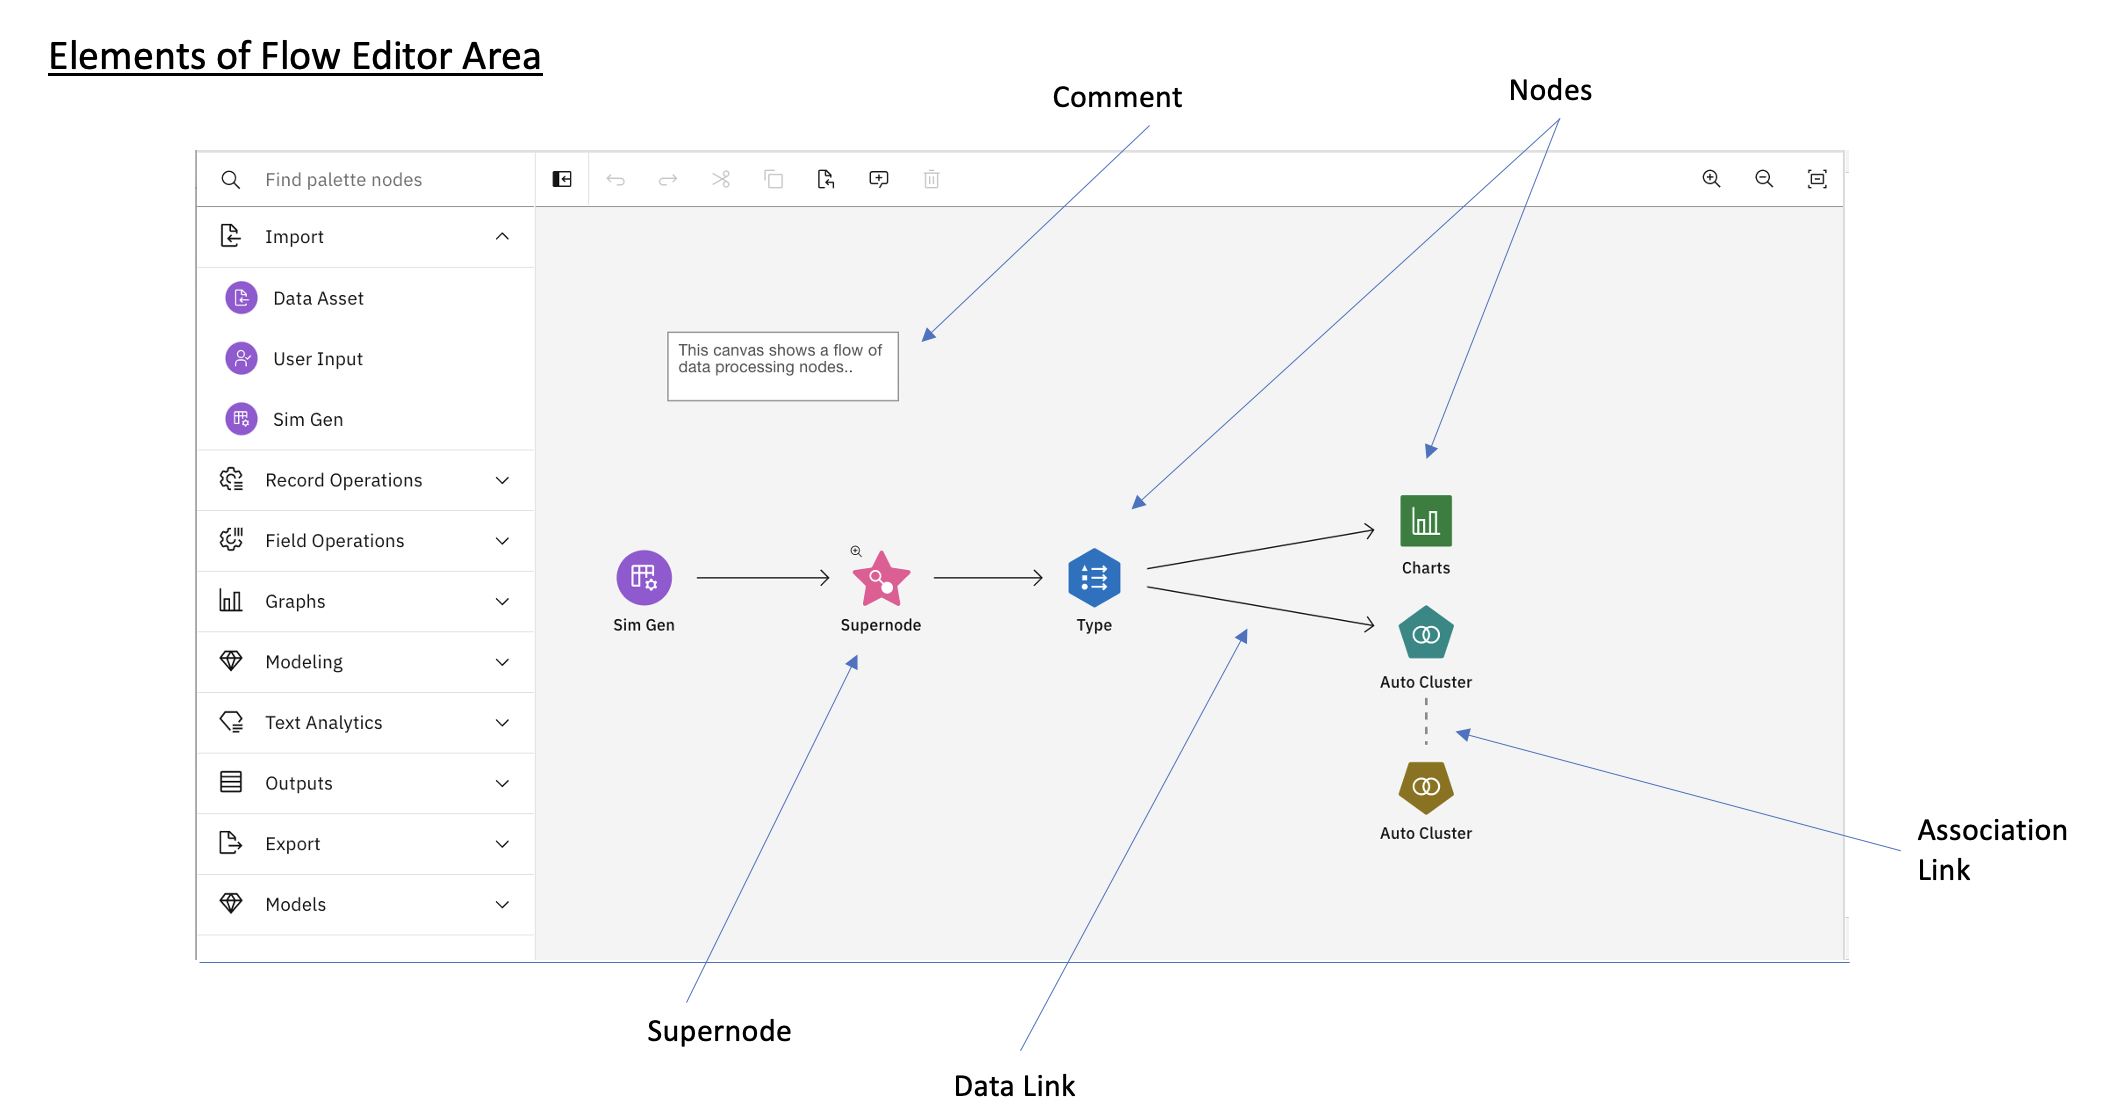 Elements of Flow Editor Area
Comment
Nodes
Find palette nodes
Import
Data Asset
User Input
Sim Gen
Record Operations
Field Operations
Graphs
Modeling
Text Analytics
Outputs
Export
Models
This canvas shows a flow of
data processing nodes..
Sim Gen
Supernode
Type
Charts
Auto Cluster
Auto Cluster
Association
Link
Supernode
Data Link